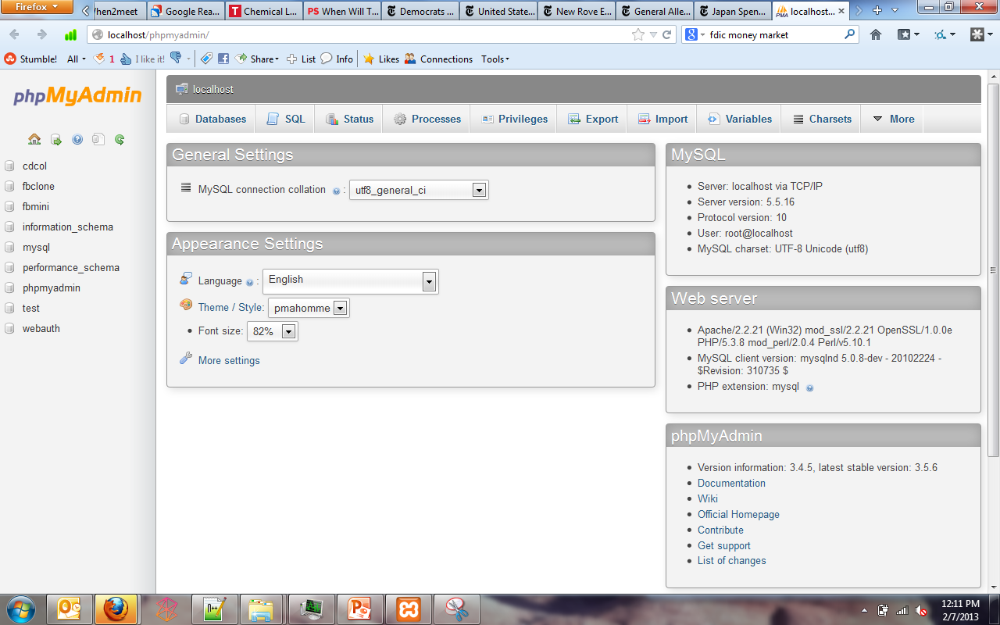 Firefox
When2meet
Google Rea...
Chemical L...
PS When Will T...
Democrats ...
United State...
New Rove E...
General Alle...
Japan Spen...
PMA localhost...
localhost/phpmyadmin/
fdic money market
Stumble! All 1 I like it! Share List Info Likes Connections Tools
phpMyAdmin
cdcol
fbclone
fbmini
information_schema
mysql
performance_schema
phpmyadmin
test
webauth
localhost
Databases SQL Status Processes Privileges Export Import Variables Charsets More
General Settings
MySQL connection collation : utf8_general_ci
Appearance Settings
Language : English
Theme / Style: pmahomme
Font size: 82%
More settings
MySQL
Server: localhost via TCP/IP
Server version: 5.5.16
Protocol version: 10
User: root@localhost
MySQL charset: UTF-8 Unicode (utf8)
Web server
Apache/2.2.21 (Win32) mod_ssl/2.2.21 OpenSSL/1.0.0e
PHP/5.3.8 mod_perl/2.0.4 Perl/v5.10.1
MySQL client version: mysqlnd 5.0.8-dev - 20102224 -
$Revision: 310735 $
PHP extension: mysql
phpMyAdmin
Version information: 3.4.5, latest stable version: 3.5.6
Documentation
Wiki
Official Homepage
Contribute
Get support
List of changes
12:11 PM
2/7/2013